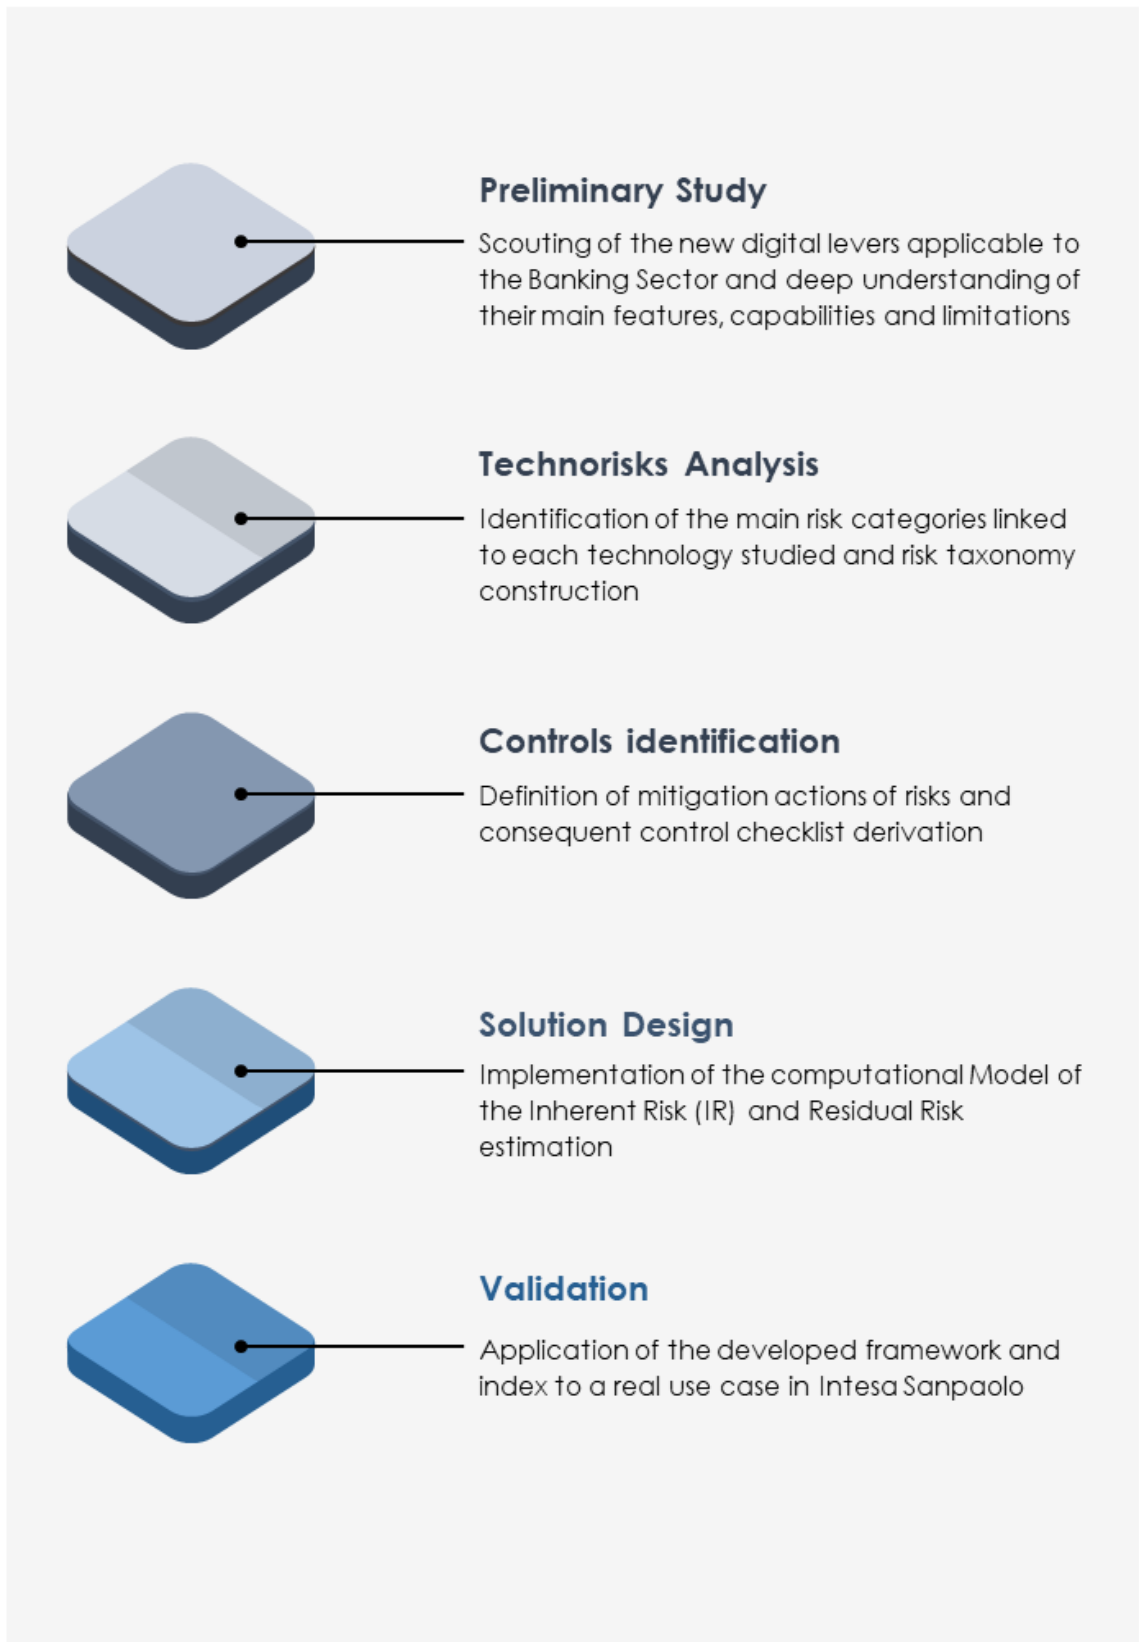 Preliminary Study
Scouting of the new digital levers applicable to
the Banking Sector and deep understanding of
their main features, capabilities and limitations
Technorisks Analysis
Identification of the main risk categories linked
to each technology studied and risk taxonomy
construction
Controls identification
Definition of mitigation actions of risks and
consequent control checklist derivation
Solution Design
Implementation of the computational Model of
the Inherent Risk (IR) and Residual Risk
estimation
Validation
Application of the developed framework and
index to a real use case in Intesa Sanpaolo